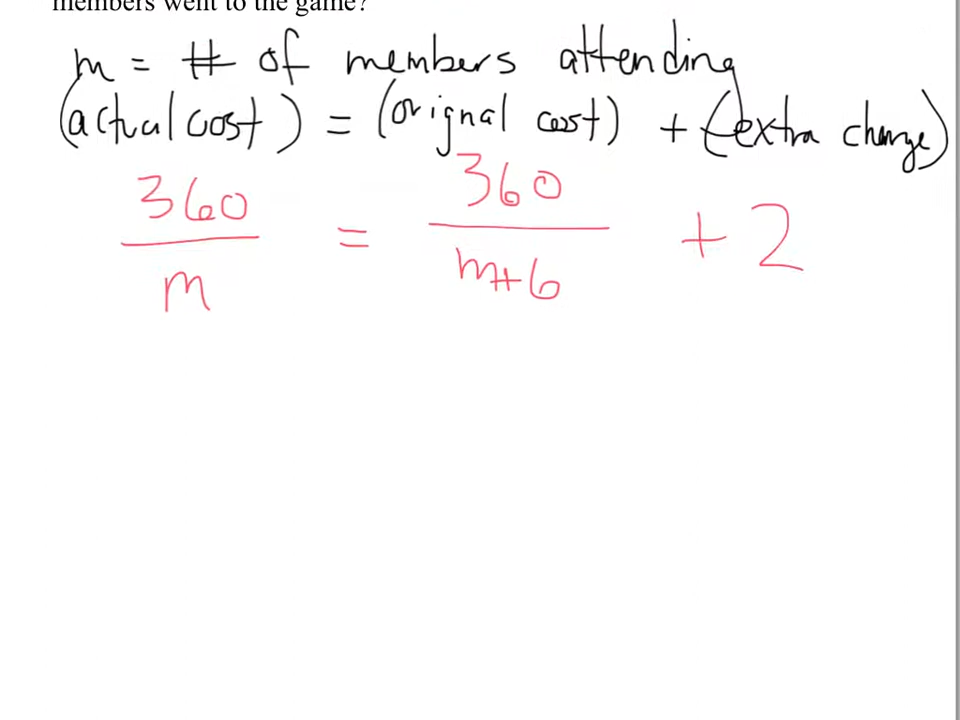 members went to the game?
m = # of members attending
(actual cost) = (orignal cost) + (extra charge)
360/m = 360/m+6 + 2